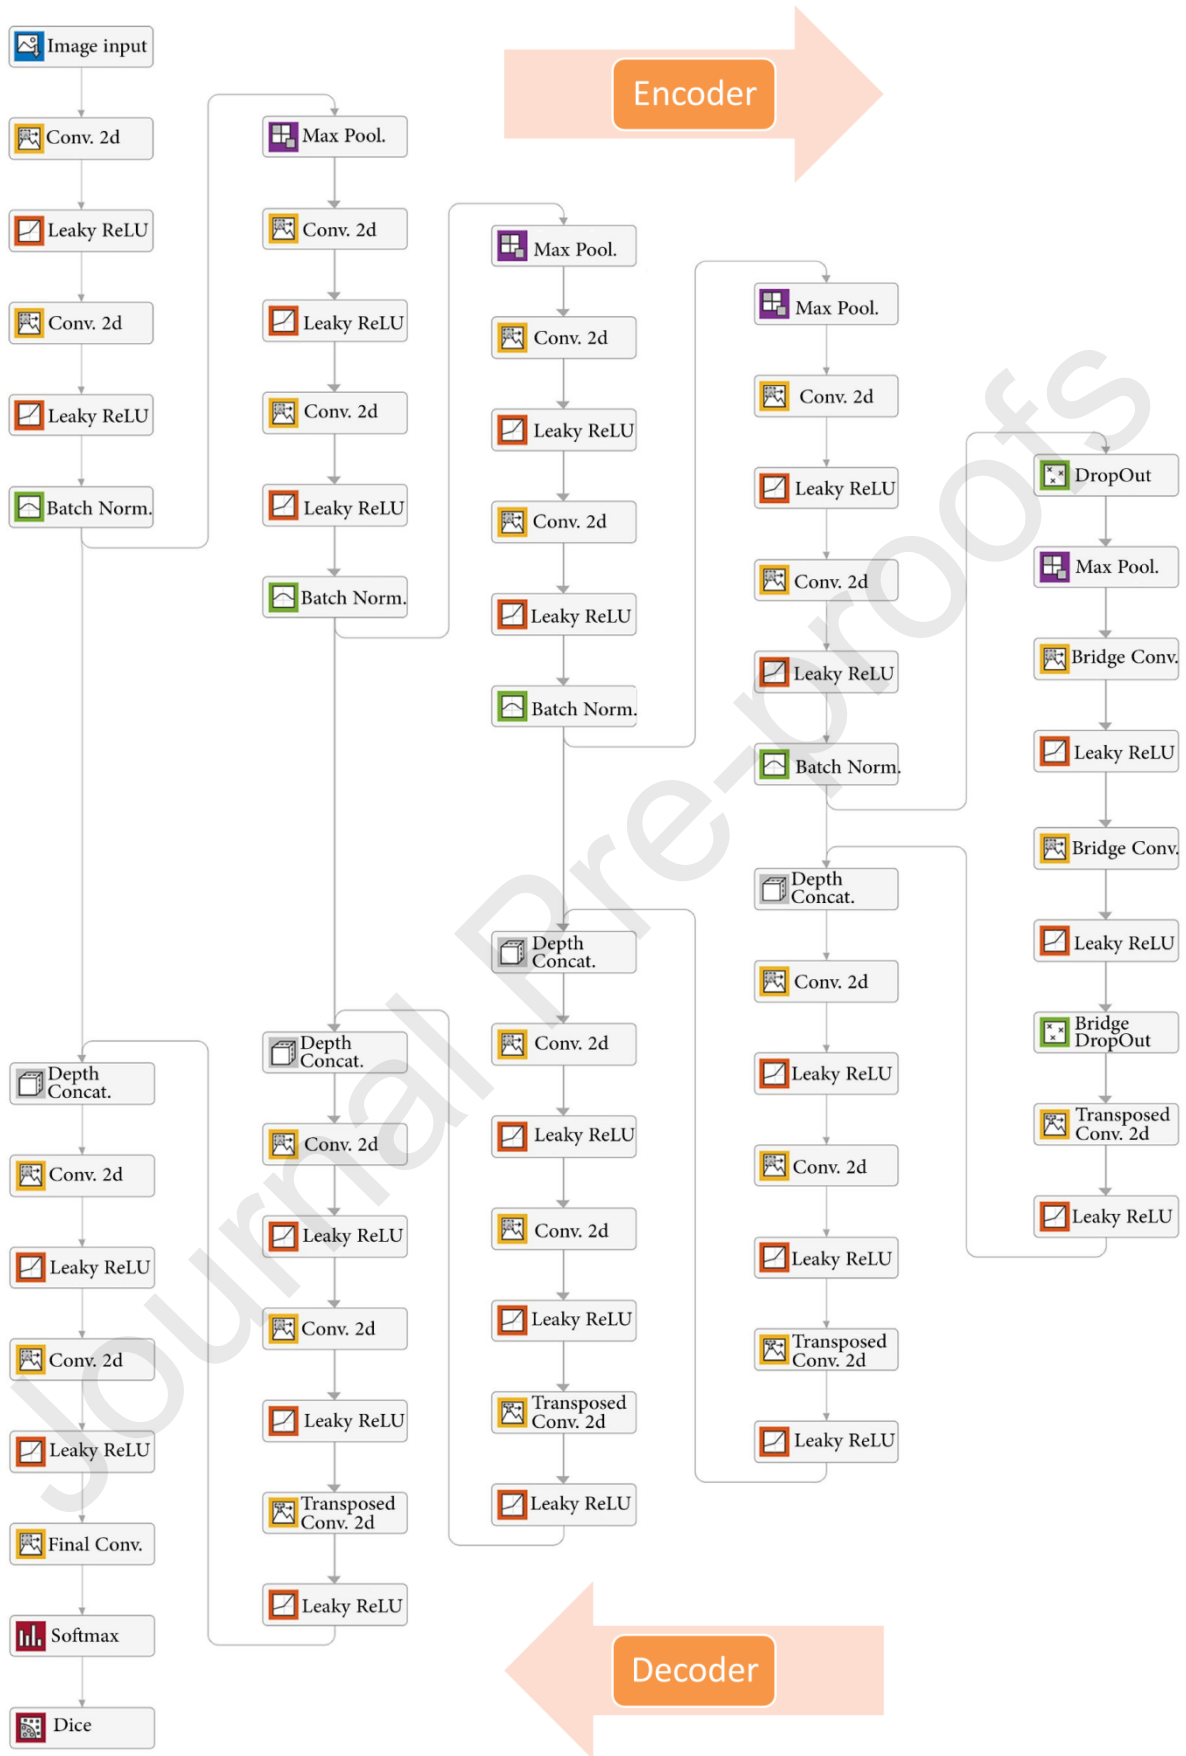 Image input
Conv. 2d
Leaky ReLU
Conv. 2d
Leaky ReLU
Batch Norm.
Max Pool.
Conv. 2d
Leaky ReLU
Conv. 2d
Leaky ReLU
Batch Norm.
Max Pool.
Conv. 2d
Leaky ReLU
Conv. 2d
Leaky ReLU
Batch Norm.
Max Pool.
Conv. 2d
Leaky ReLU
Conv. 2d
Leaky ReLU
Batch Norm.
DropOut
Max Pool.
Bridge Conv.
Leaky ReLU
Bridge Conv.
Leaky ReLU
Bridge
DropOut
Transposed
Conv. 2d
Leaky ReLU
Depth
Concat.
Conv. 2d
Leaky ReLU
Conv. 2d
Leaky ReLU
Transposed
Conv. 2d
Leaky ReLU
Depth
Concat.
Conv. 2d
Leaky ReLU
Conv. 2d
Leaky ReLU
Transposed
Conv. 2d
Leaky ReLU
Depth
Concat.
Conv. 2d
Leaky ReLU
Conv. 2d
Leaky ReLU
Transposed
Conv. 2d
Leaky ReLU
Depth
Concat.
Conv. 2d
Leaky ReLU
Conv. 2d
Leaky ReLU
Final Conv.
Softmax
Dice
Encoder
Decoder
Journal Pre-proofs